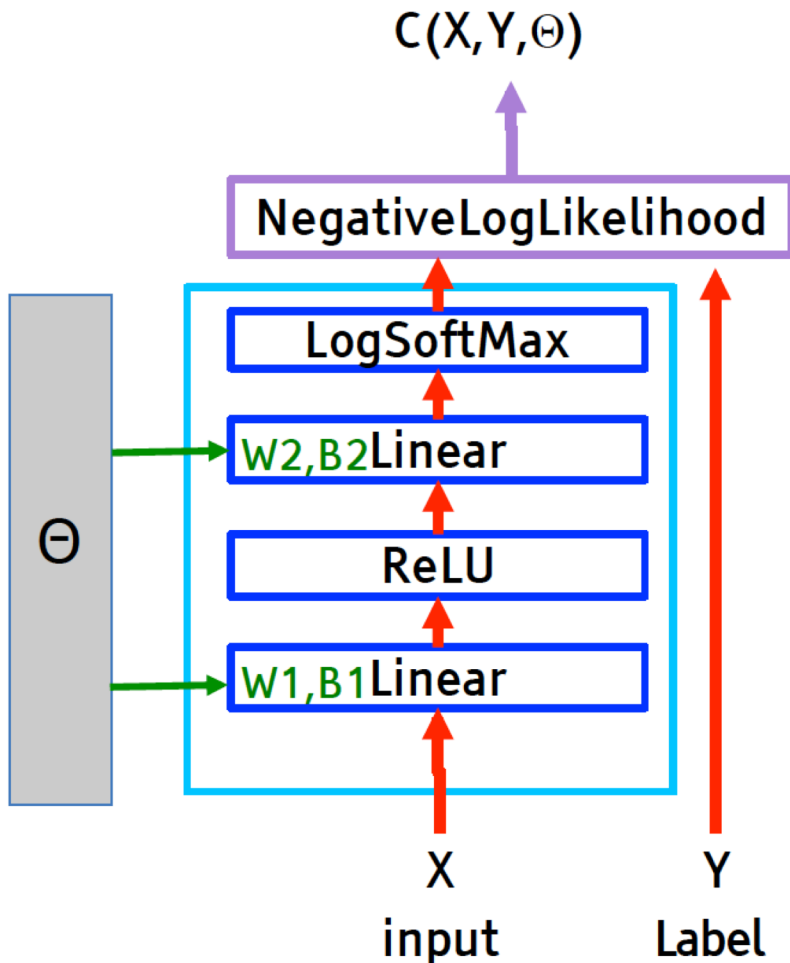 C(X,Y,Θ)
NegativeLogLikelihood
LogSoftMax
W2,B2Linear
Θ
ReLU
W1,B1Linear
X
input
Y
Label